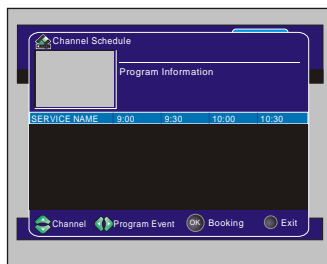 Channel Schedule
Program Information
SERVICE NAME 9:00 9:30 10:00 10:30
Channel Program Event OK Booking Exit